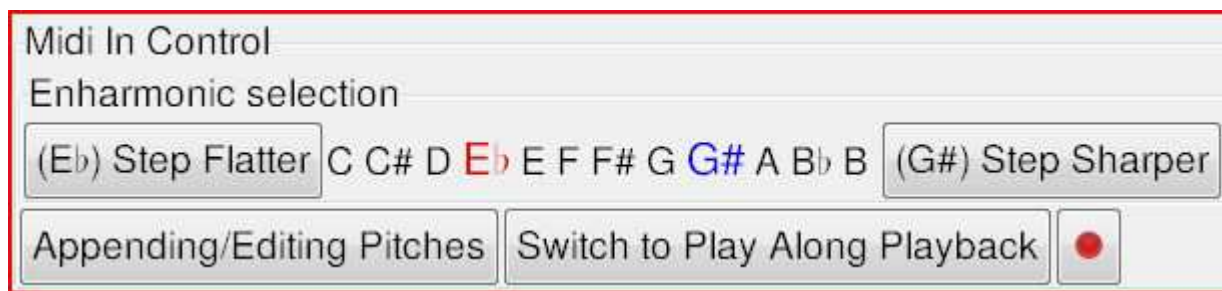 Midi In Control
Enharmonic selection
(E♭) Step Flatter C C# D E♭ E F F# G G# A B♭ B (G#) Step Sharper
Appending/Editing Pitches Switch to Play Along Playback